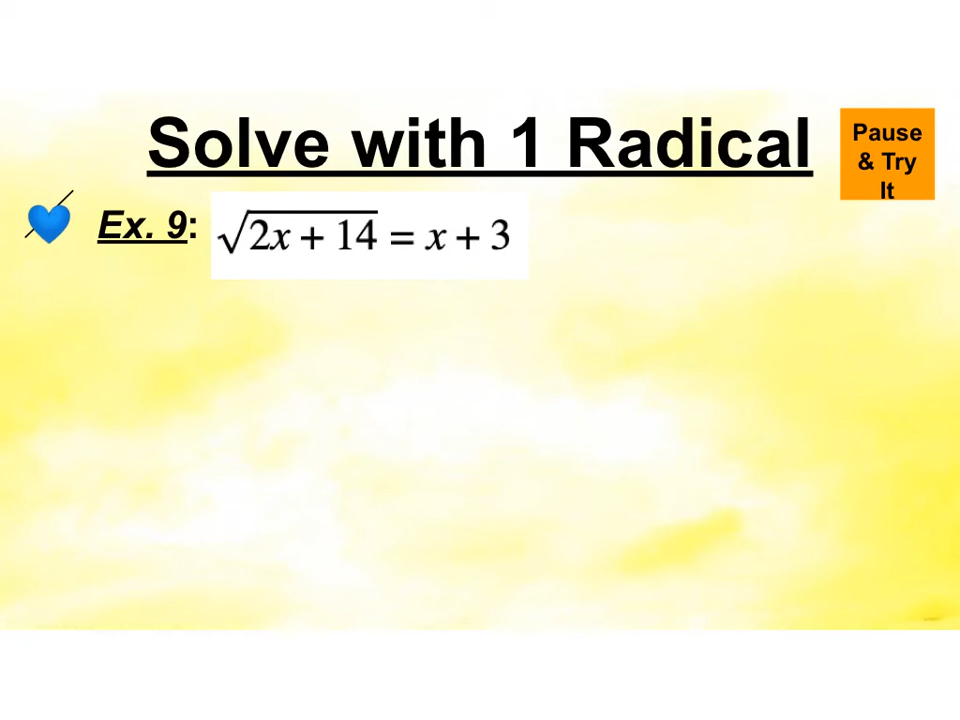 Solve with 1 Radical
Pause
& Try
It
Ex. 9: √(2x + 14) = x + 3